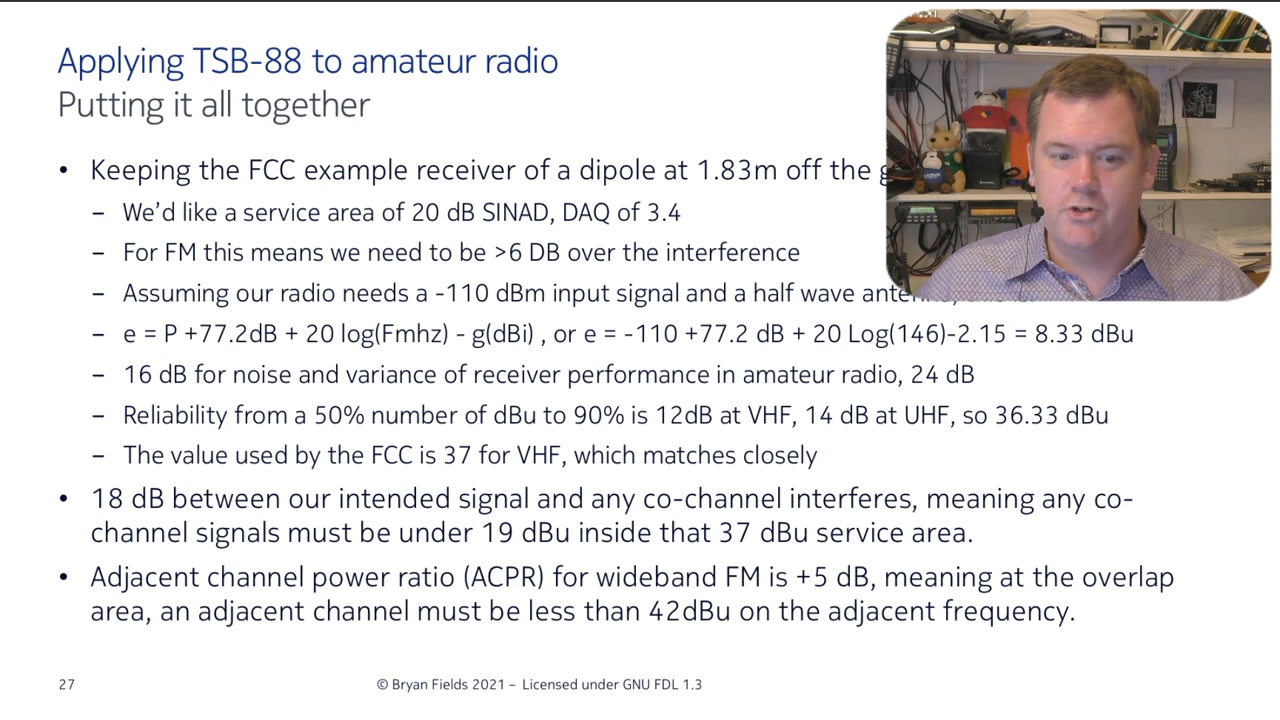 Applying TSB-88 to amateur radio
Putting it all together
• Keeping the FCC example receiver of a dipole at 1.83m off the
– We'd like a service area of 20 dB SINAD, DAQ of 3.4
– For FM this means we need to be >6 DB over the interference
– Assuming our radio needs a -110 dBm input signal and a half wave
– e = P +77.2dB + 20 log(Fmhz) - g(dBi) , or e = -110 +77.2 dB + 20 Log(146)-2.15 = 8.33 dBu
– 16 dB for noise and variance of receiver performance in amateur radio, 24 dB
– Reliability from a 50% number of dBu to 90% is 12dB at VHF, 14 dB at UHF, so 36.33 dBu
– The value used by the FCC is 37 for VHF, which matches closely
• 18 dB between our intended signal and any co-channel interferes, meaning any co-
channel signals must be under 19 dBu inside that 37 dBu service area.
• Adjacent channel power ratio (ACPR) for wideband FM is +5 dB, meaning at the overlap
area, an adjacent channel must be less than 42dBu on the adjacent frequency.
27
© Bryan Fields 2021 – Licensed under GNU FDL 1.3